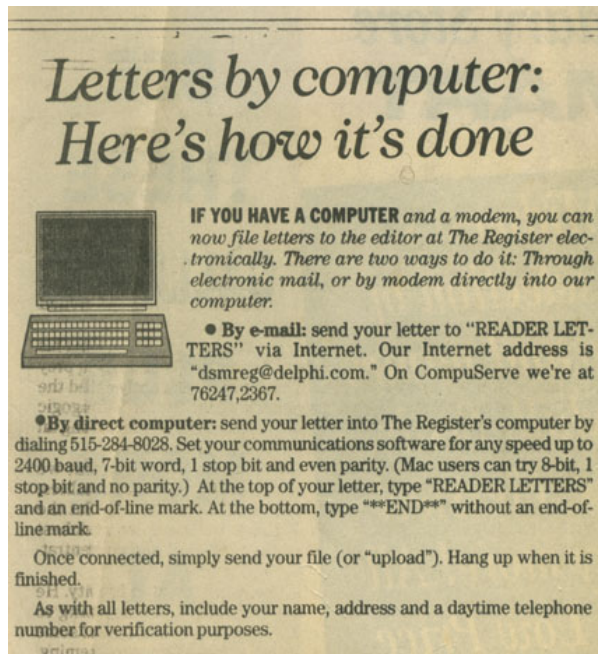 Letters by computer:
Here's how it's done
IF YOU HAVE A COMPUTER and a modem, you can
now file letters to the editor at The Register elec-
tronically. There are two ways to do it: Through
electronic mail, or by modem directly into our
computer.
● By e-mail: send your letter to "READER LET-
TERS" via Internet. Our Internet address is
"dsmreg@delphi.com." On CompuServe we're at
76247,2367.
●By direct computer: send your letter into The Register's computer by
dialing 515-284-8028. Set your communications software for any speed up to
2400 baud, 7-bit word, 1 stop bit and even parity. (Mac users can try 8-bit, 1
stop bit and no parity.) At the top of your letter, type "READER LETTERS"
and an end-of-line mark. At the bottom, type "**END**" without an end-of-
line mark.
Once connected, simply send your file (or "upload"). Hang up when it is
finished.
As with all letters, include your name, address and a daytime telephone
number for verification purposes.